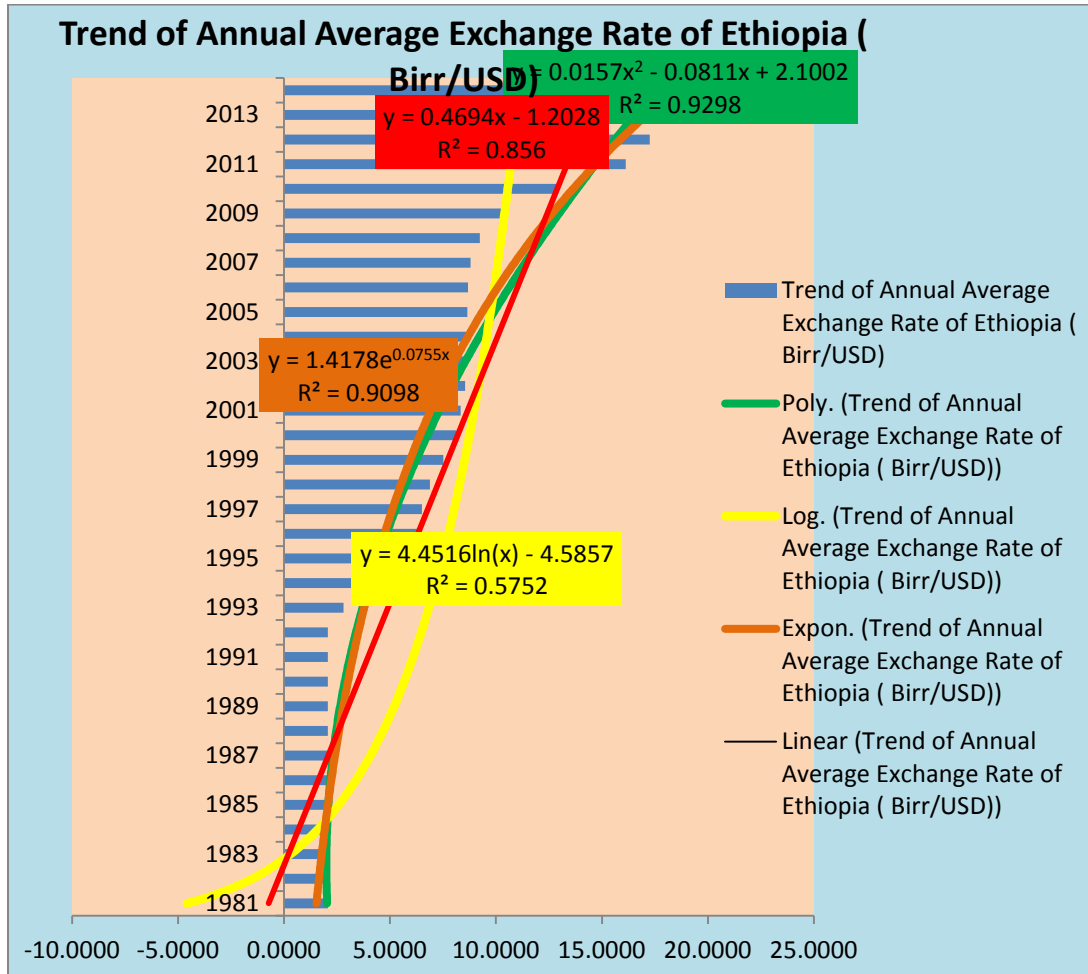 Trend of Annual Average Exchange Rate of Ethiopia (
Birr/USD)
y = 0.0157x² - 0.0811x + 2.1002
R² = 0.9298
y = 0.4694x - 1.2028
R² = 0.856
y = 1.4178e^0.0755x
R² = 0.9098
y = 4.4516ln(x) - 4.5857
R² = 0.5752
2013
2011
2009
2007
2005
2003
2001
1999
1997
1995
1993
1991
1989
1987
1985
1983
1981
-10.0000 -5.0000 0.0000 5.0000 10.0000 15.0000 20.0000 25.0000
Trend of Annual Average
Exchange Rate of Ethiopia (
Birr/USD)
Poly. (Trend of Annual
Average Exchange Rate of
Ethiopia ( Birr/USD))
Log. (Trend of Annual
Average Exchange Rate of
Ethiopia ( Birr/USD))
Expon. (Trend of Annual
Average Exchange Rate of
Ethiopia ( Birr/USD))
Linear (Trend of Annual
Average Exchange Rate of
Ethiopia ( Birr/USD))